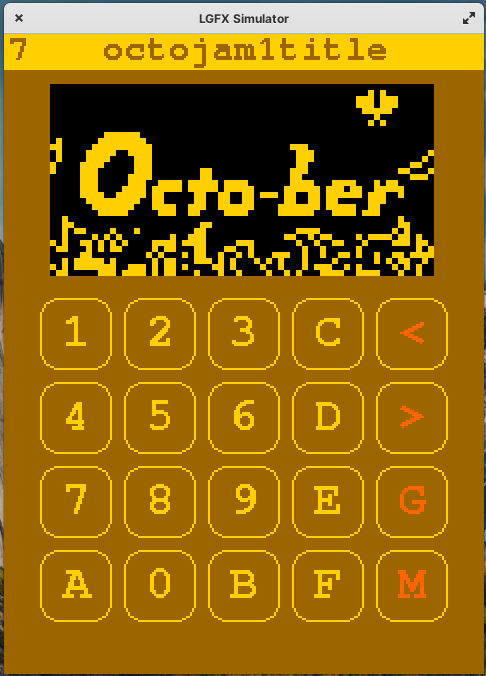 LGFX Simulator
7 octojam1title
Octo-ber
1 2 3 C <
4 5 6 D >
7 8 9 E G
A 0 B F M